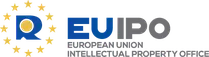 EUIPO
EUROPEAN UNION
INTELLECTUAL PROPERTY OFFICE